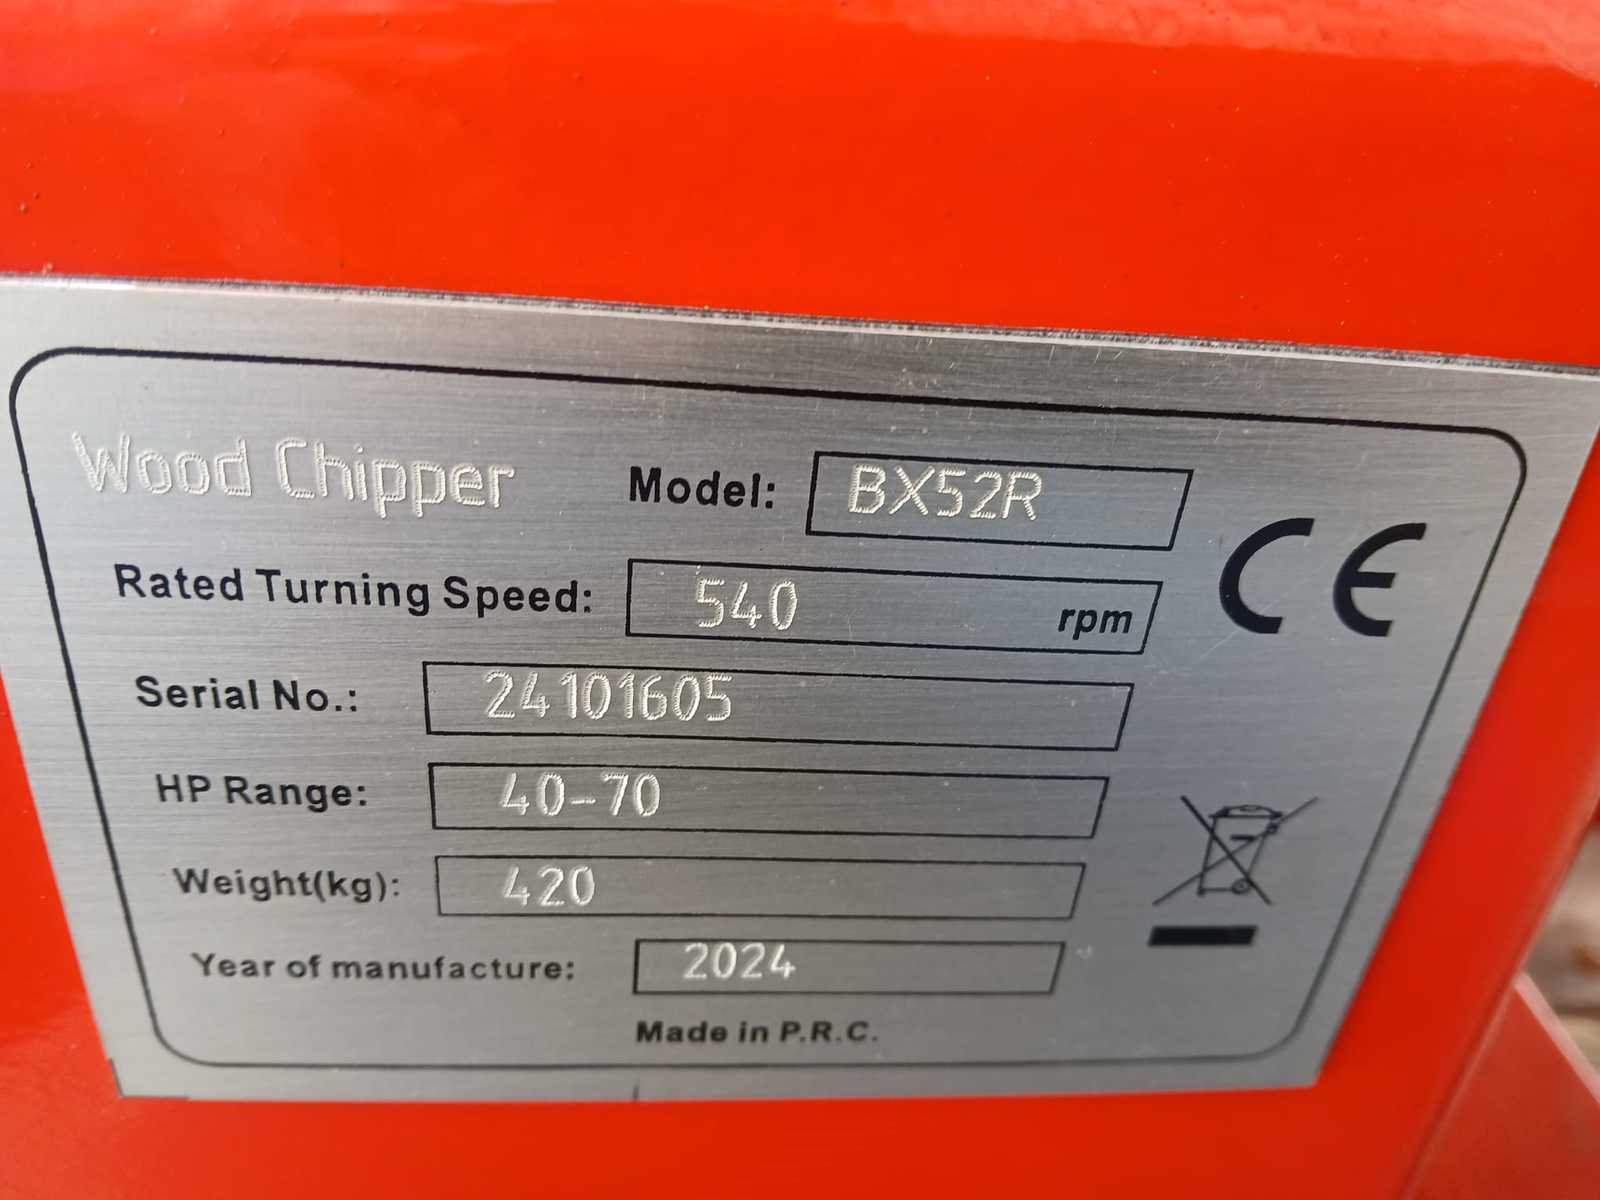 Wood Chipper Model: BX52R
CE
Rated Turning Speed: 540 rpm
Serial No.: 24101605
HP Range: 40-70
Weight(kg): 420
Year of manufacture: 2024
Made in P.R.C.